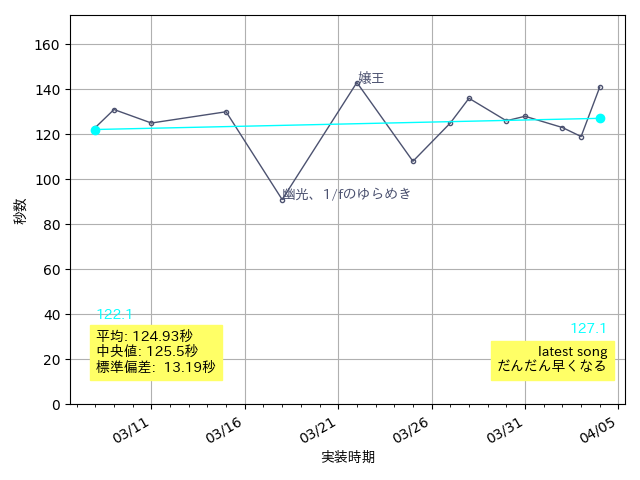 160
140
120
100
80
60
40
20
0
秒数
嬢王
幽光、1/fのゆらめき
122.1
127.1
平均: 124.93秒
中央値: 125.5秒
標準偏差: 13.19秒
latest song
だんだん早くなる
03/11
03/16
03/21
03/26
03/31
04/05
実装時期